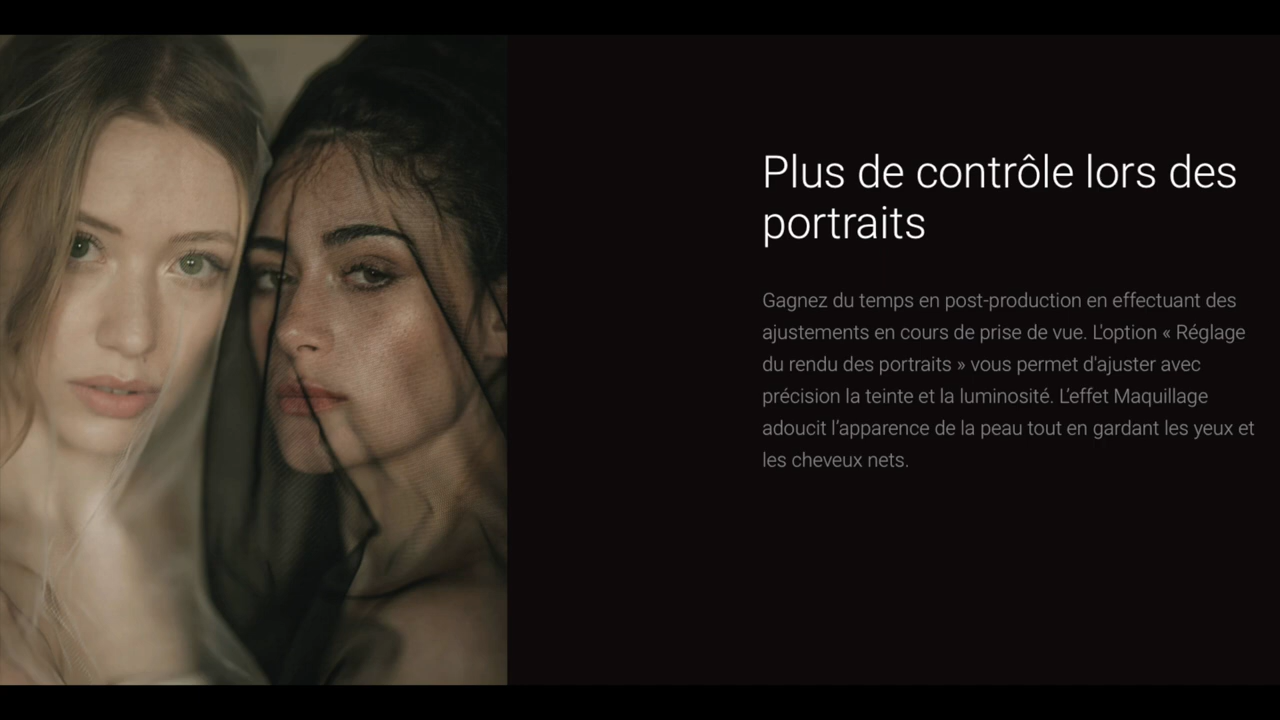 Plus de contrôle lors des
portraits
Gagnez du temps en post-production en effectuant des
ajustements en cours de prise de vue. L'option « Réglage
du rendu des portraits » vous permet d'ajuster avec
précision la teinte et la luminosité. L’effet Maquillage
adoucit l’apparence de la peau tout en gardant les yeux et
les cheveux nets.